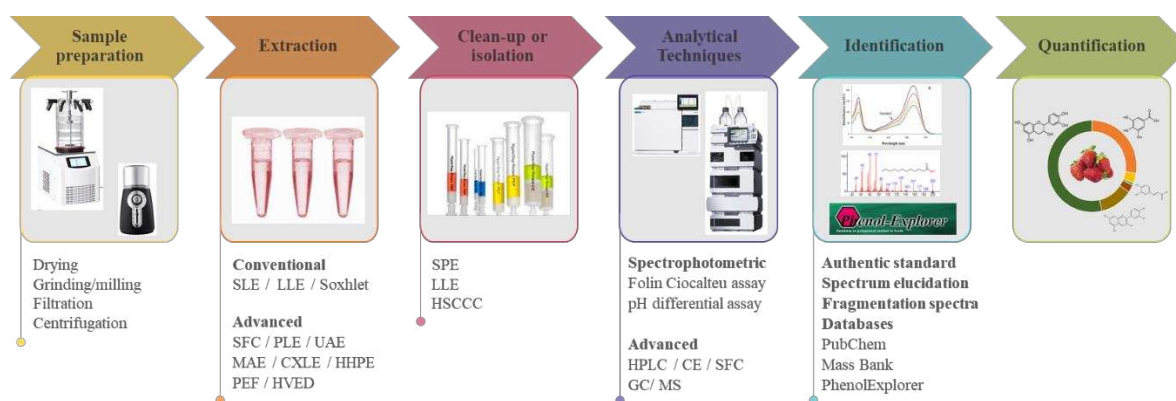 Sample
preparation
Extraction
Clean-up or
isolation
Analytical
Techniques
Identification
Quantification
Phenol-Explorer
Drying
Grinding/milling
Filtration
Centrifugation
Conventional
SLE / LLE / Soxhlet
Advanced
SFC / PLE / UAE
MAE / CXLE / HHPE
PEF / HVED
SPE
LLE
HSCCC
Spectrophotometric
Folin Ciocalteu assay
pH differential assay
Advanced
HPLC / CE / SFC
GC/ MS
Authentic standard
Spectrum elucidation
Fragmentation spectra
Databases
PubChem
Mass Bank
PhenolExplorer